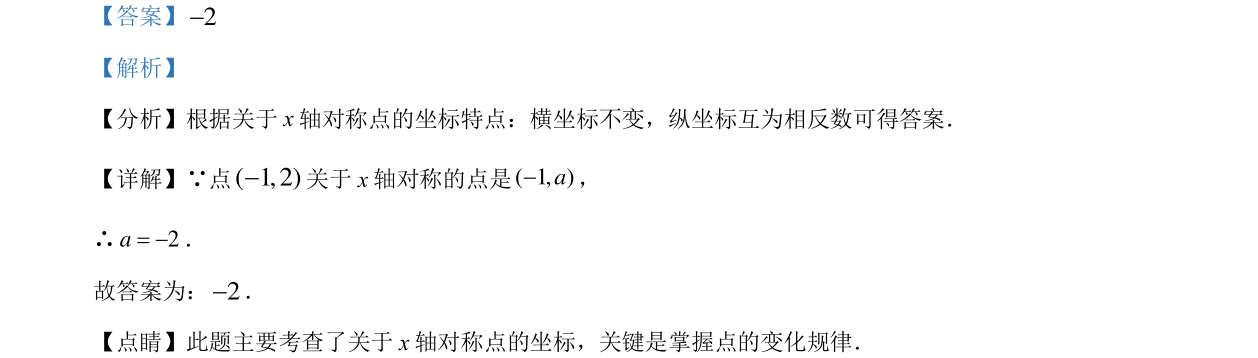 【答案】−2
【解析】
【分析】根据关于 x 轴对称点的坐标特点：横坐标不变，纵坐标互为相反数可得答案．
【详解】∵点(−1,2)关于 x 轴对称的点是(−1,a)，
∴ a = −2．
故答案为：−2．
【点睛】此题主要考查了关于 x 轴对称点的坐标，关键是掌握点的变化规律．